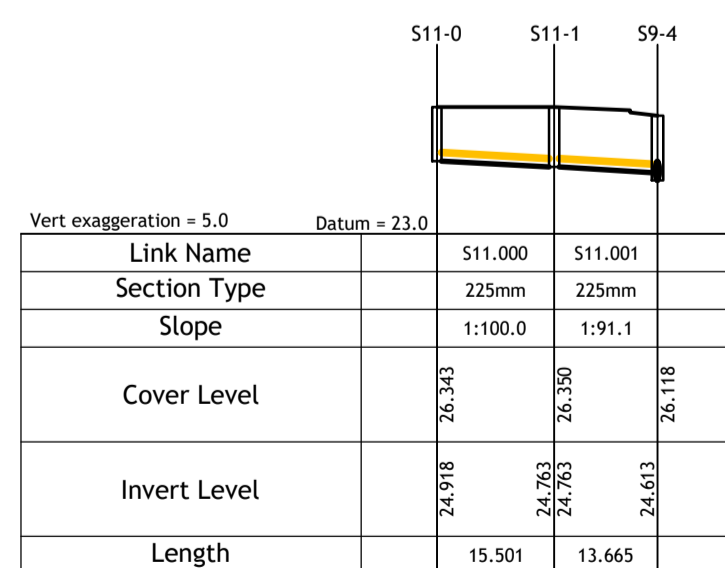 S11-0 S11-1 S9-4
Vert exaggeration = 5.0 Datum = 23.0
Link Name S11.000 S11.001
Section Type 225mm 225mm
Slope 1:100.0 1:91.1
Cover Level 26.343 26.350 26.118
Invert Level 24.918 24.763 24.763 24.613
Length 15.501 13.665